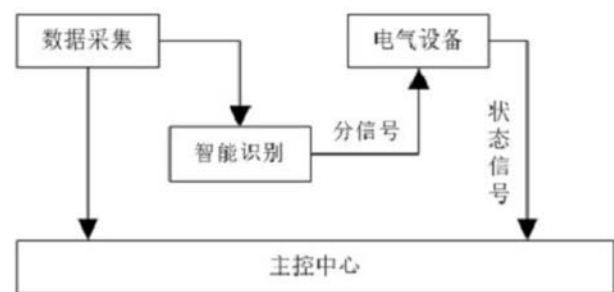 数据采集
电气设备
智能识别
分信号
状态信号
主控中心